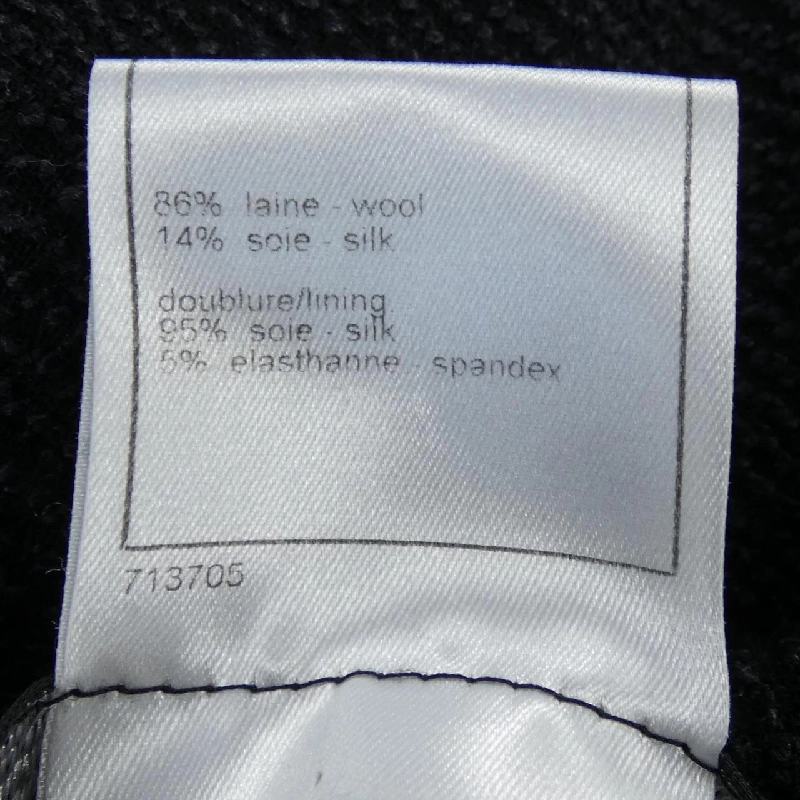 86% laine - wool
14% soie - silk
doublure/lining
95% soie - silk
5% elasthanne - spandex
713705